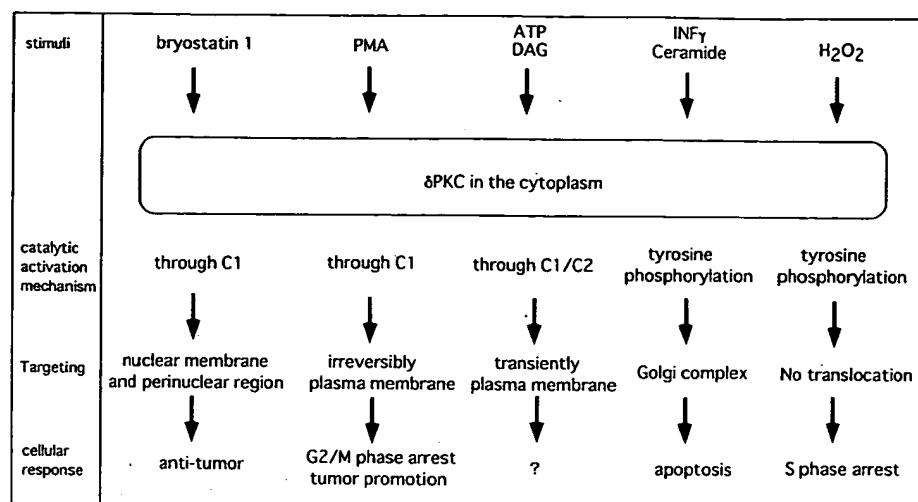 stimuli
bryostatin 1
PMA
ATP
DAG
INFγ
Ceramide
H2O2
δPKC in the cytoplasm
catalytic
activation
mechanism
through C1
through C1
through C1/C2
tyrosine
phosphorylation
tyrosine
phosphorylation
Targeting
nuclear membrane
and perinuclear region
irreversibly
plasma membrane
transiently
plasma membrane
Golgi complex
No translocation
cellular
response
anti-tumor
G2/M phase arrest
tumor promotion
?
apoptosis
S phase arrest